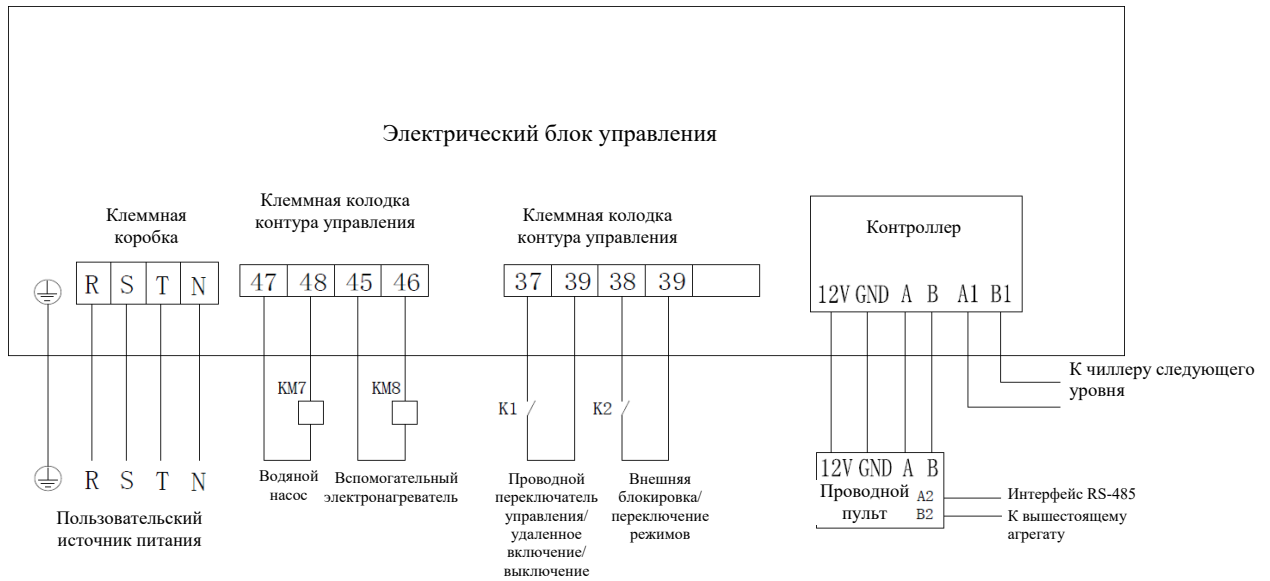 Электрический блок управления
Клеммная
коробка
Клеммная колодка
контура управления
Клеммная колодка
контура управления
Контроллер
R S T N
47 48 45 46
37 39 38 39
12V GND A B A1 B1
К чиллеру следующего
уровня
KM7
KM8
K1
K2
R S T N
Пользовательский
источник питания
Водяной
насос
Вспомогательный
электронагреватель
Проводной
переключатель
управления/
удаленное
включение/
выключение
Внешняя
блокировка/
переключение
режимов
12V GND A B
Проводной
пульт
A2
B2
Интерфейс RS-485
К вышестоящему
агрегату